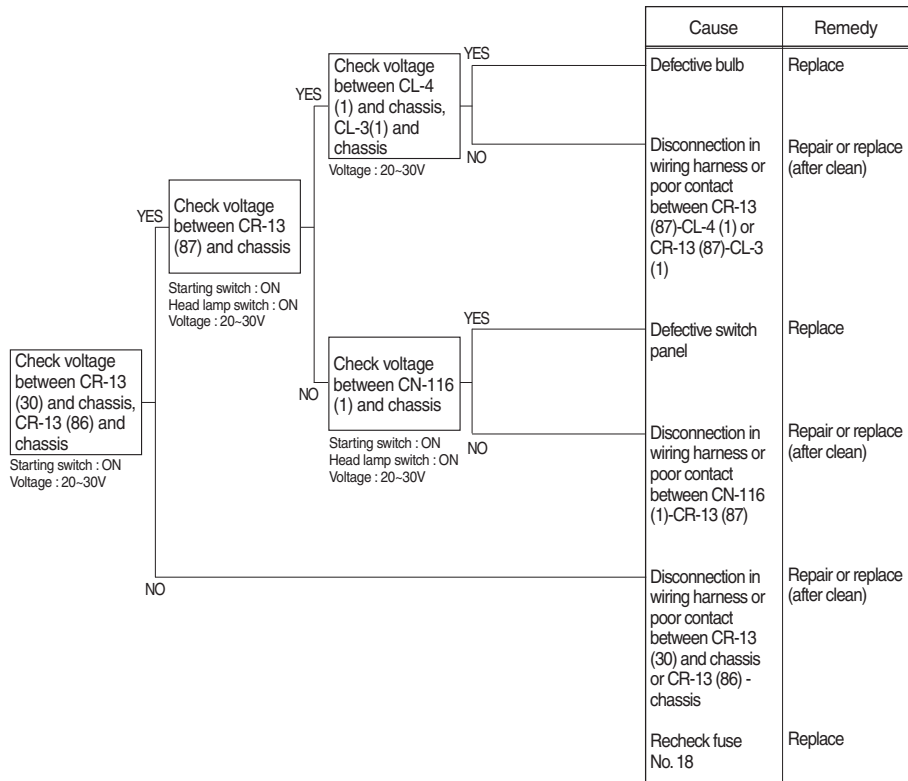 Cause
Remedy
Check voltage
between CR-13
(30) and chassis,
CR-13 (86) and
chassis
Starting switch : ON
Voltage : 20~30V
YES
NO
Check voltage
between CR-13
(87) and chassis
Starting switch : ON
Head lamp switch : ON
Voltage : 20~30V
YES
NO
Check voltage
between CL-4
(1) and chassis,
CL-3(1) and
chassis
Voltage : 20~30V
YES
NO
Check voltage
between CN-116
(1) and chassis
Starting switch : ON
Head lamp switch : ON
Voltage : 20~30V
YES
NO
Defective bulb
Replace
Disconnection in
wiring harness or
poor contact
between CR-13
(87)-CL-4 (1) or
CR-13 (87)-CL-3
(1)
Repair or replace
(after clean)
Defective switch
panel
Replace
Disconnection in
wiring harness or
poor contact
between CN-116
(1)-CR-13 (87)
Repair or replace
(after clean)
Disconnection in
wiring harness or
poor contact
between CR-13
(30) and chassis
or CR-13 (86) -
chassis
Repair or replace
(after clean)
Recheck fuse
No. 18
Replace